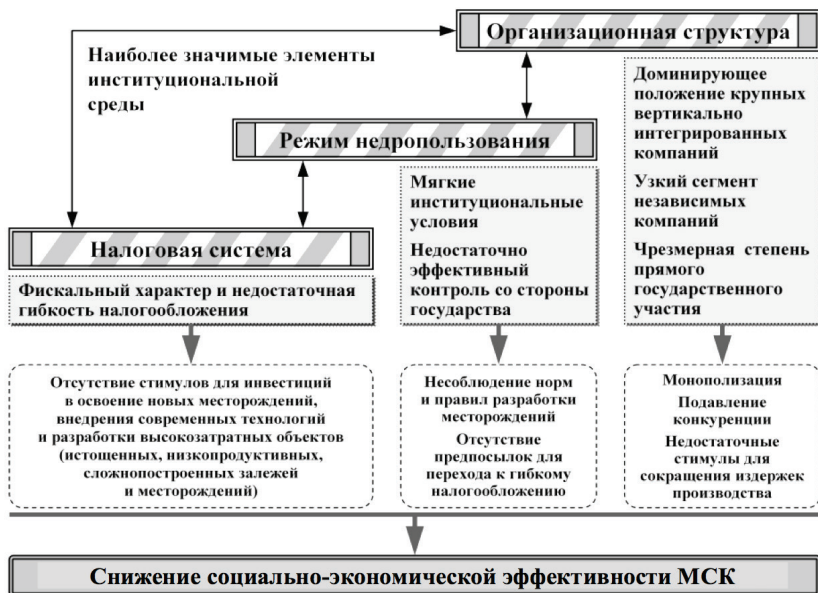 Организационная структура
Наиболее значимые элементы
институциональной
среды
Режим недропользования
Налоговая система
Фискальный характер и недостаточная
гибкость налогообложения
Мягкие
институциональные
условия
Недостаточно
эффективный
контроль со стороны
государства
Доминирующее
положение крупных
вертикально
интегрированных
компаний
Узкий сегмент
независимых
компаний
Чрезмерная степень
прямого
государственного
участия
Отсутствие стимулов для инвестиций
в освоение новых месторождений,
внедрения современных технологий
и разработки высокозатратных объектов
(истощенных, низкопродуктивных,
сложнопостроенных залежей
и месторождений)
Несоблюдение норм
и правил разработки
месторождений
Отсутствие
предпосылок для
перехода к гибкому
налогообложению
Монополизация
Подавление
конкуренции
Недостаточные
стимулы для
сокращения издержек
производства
Снижение социально-экономической эффективности МСК